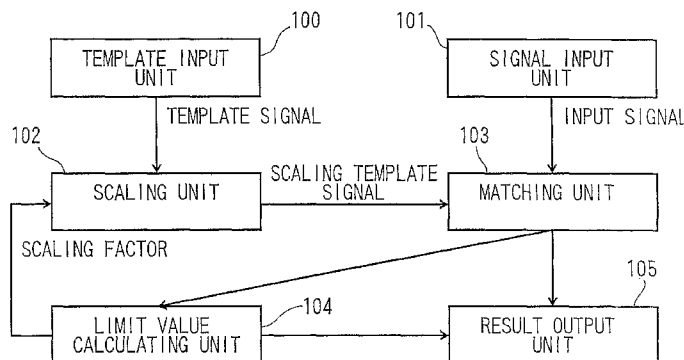 100
101
TEMPLATE INPUT
UNIT
SIGNAL INPUT
UNIT
TEMPLATE SIGNAL
INPUT SIGNAL
102
103
SCALING UNIT
SCALING TEMPLATE
SIGNAL
MATCHING UNIT
SCALING FACTOR
104
105
LIMIT VALUE
CALCULATING UNIT
RESULT OUTPUT
UNIT